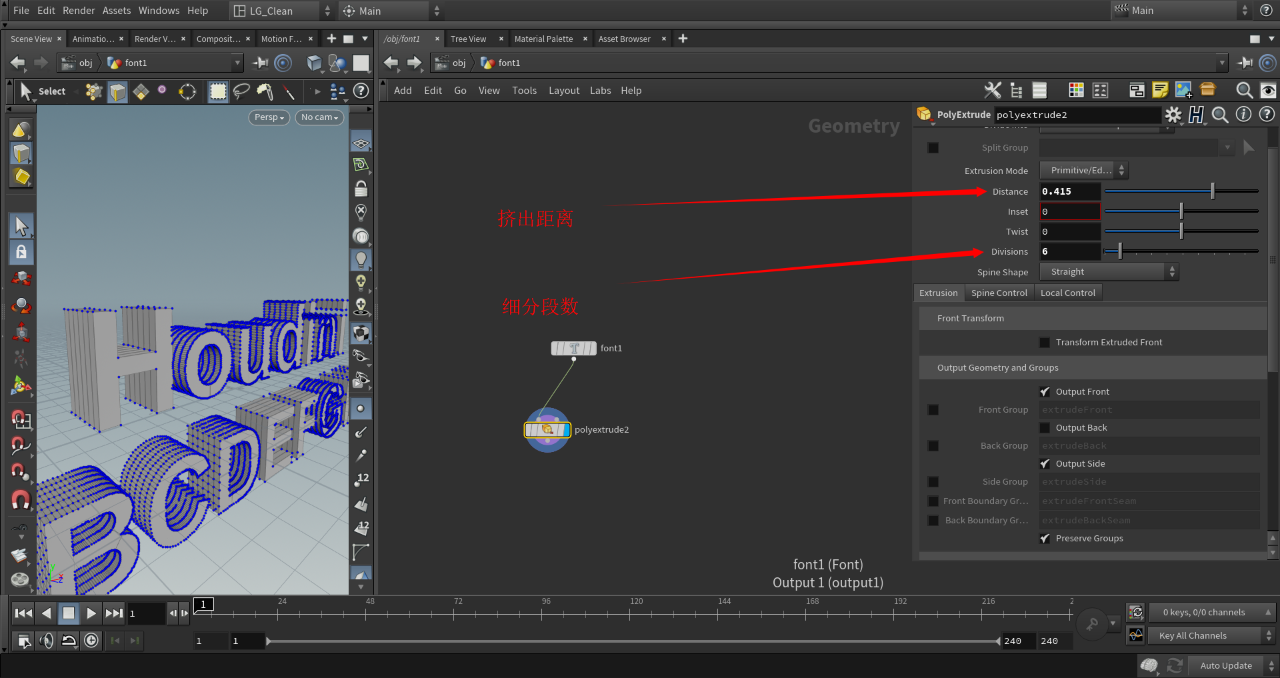 File Edit Render Assets Windows Help LG_Clean Main Main
Scene View Animatio... Render V... Composit... Motion F... /obj/font1 Tree View Material Palette Asset Browser
obj font1 obj font1
Select Add Edit Go View Tools Layout Labs Help
Persp No cam Geometry PolyExtrude polyextrude2
Split Group
Extrusion Mode Primitive/Ed...
Distance 0.415
Inset 0
挤出距离
Twist 0
Divisions 6
Spine Shape Straight
细分段数
Extrusion Spine Control Local Control
Front Transform
Transform Extruded Front
font1
Output Geometry and Groups
Output Front
Front Group extrudeFront
Output Back
polyextrude2
Back Group extrudeBack
Output Side
Side Group extrudeSide
Front Boundary Gr... extrudeFrontSeam
Back Boundary Gr... extrudeBackSeam
Preserve Groups
12
12
font1 (Font)
Output 1 (output1)
1 1 24 48 72 96 120 144 168 192 216 2
0 keys, 0/0 channels
1 1 240 240 Key All Channels
Auto Update